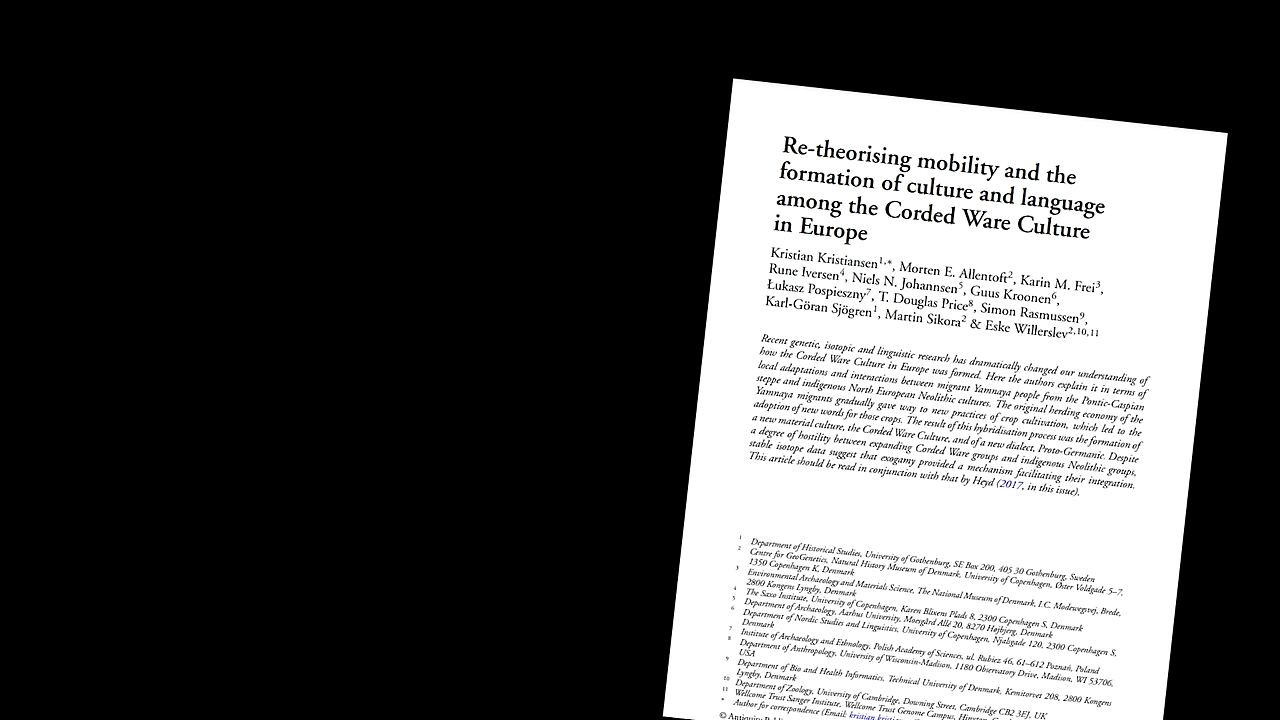 Re-theorising mobility and the
formation of culture and language
among the Corded Ware Culture
in Europe
Kristian Kristiansen1,*, Morten E. Allentoft2, Karin M. Frei3,
Rune Iversen4, Niels N. Johannsen5, Guus Kroonen6,
Łukasz Pospieszny7, T. Douglas Price8, Simon Rasmussen9,
Karl-Göran Sjögren1, Martin Sikora2 & Eske Willerslev2,10,11
Recent genetic, isotopic and linguistic research has dramatically changed our understanding of
how the Corded Ware Culture in Europe was formed. Here the authors explain it in terms of
local adaptations and interactions between migrant Yamnaya people from the Pontic-Caspian
steppe and indigenous North European Neolithic cultures. The original herding economy of the
Yamnaya migrants gradually gave way to new practices of crop cultivation, which led to the
adoption of new words for those crops. The result of this hybridisation process was the formation of
a new material culture, the Corded Ware Culture, and of a new dialect, Proto-Germanic. Despite
a degree of hostility between expanding Corded Ware groups and indigenous Neolithic groups,
stable isotope data suggest that exogamy provided a mechanism facilitating their integration.
This article should be read in conjunction with that by Heyd (2017, in this issue).
1 Department of Historical Studies, University of Gothenburg, SE Box 200, 405 30 Gothenburg, Sweden
2 Centre for GeoGenetics, Natural History Museum of Denmark, University of Copenhagen, Øster Voldgade 5–7,
1350 Copenhagen K, Denmark
3 Environmental Archaeology and Materials Science, The National Museum of Denmark, I.C. Modewegsvej, Brede,
2800 Kongens Lyngby, Denmark
4 The Saxo Institute, University of Copenhagen, Karen Blixens Plads 8, 2300 Copenhagen S, Denmark
5 Department of Archaeology, Aarhus University, Moesgård Allé 20, 8270 Højbjerg, Denmark
6 Department of Nordic Studies and Linguistics, University of Copenhagen, Njalsgade 120, 2300 Copenhagen S,
Denmark
7 Institute of Archaeology and Ethnology, Polish Academy of Sciences, ul. Rubież 46, 61–612 Poznań, Poland
8 Department of Anthropology, University of Wisconsin-Madison, 1180 Observatory Drive, Madison, WI 53706,
USA
9 Department of Bio and Health Informatics, Technical University of Denmark, Kemitorvet 208, 2800 Kongens
Lyngby, Denmark
10 Department of Zoology, University of Cambridge, Downing Street, Cambridge CB2 3EJ, UK
11 Wellcome Trust Sanger Institute, Wellcome Trust Genome Campus,
* Author for correspondence (Email:
© Antiquity